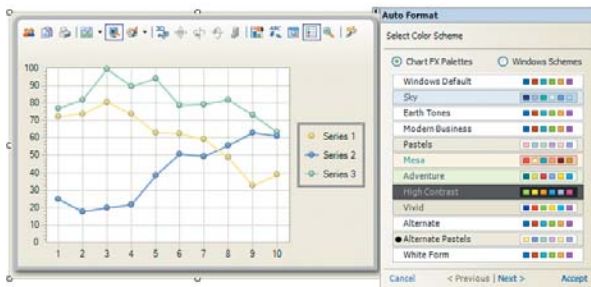 Auto Format
Select Color Scheme
Chart FX Palettes
Windows Schemes
Windows Default
Sky
Earth Tones
Modern Business
Pastels
Mesa
Adventure
High Contrast
Vivid
Alternate
Alternate Pastels
White Form
Cancel
< Previous | Next >
Accept
100
90
80
70
60
50
40
30
20
10
0
1 2 3 4 5 6 7 8 9 10
Series 1
Series 2
Series 3